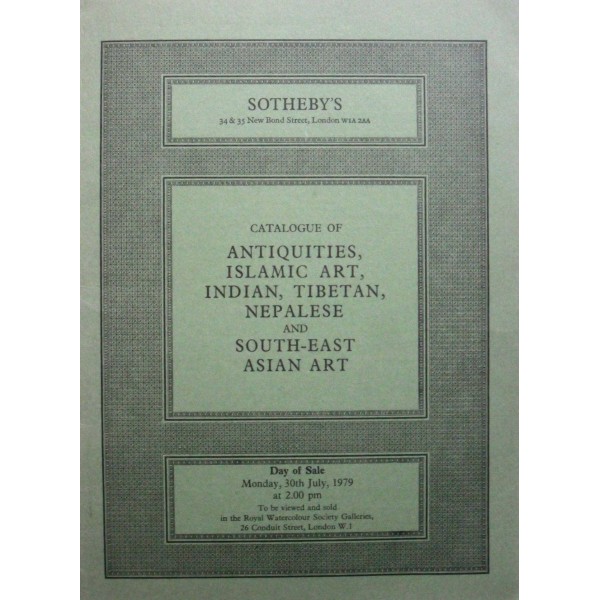 SOTHEBY'S
34 & 35 New Bond Street, London W1A 2AA
CATALOGUE OF
ANTIQUITIES,
ISLAMIC ART,
INDIAN, TIBETAN,
NEPALESE
AND
SOUTH-EAST
ASIAN ART
Day of Sale
Monday, 30th July, 1979
at 2.00 pm
To be viewed and sold
in the Royal Watercolour Society Galleries,
26 Conduit Street, London W.1